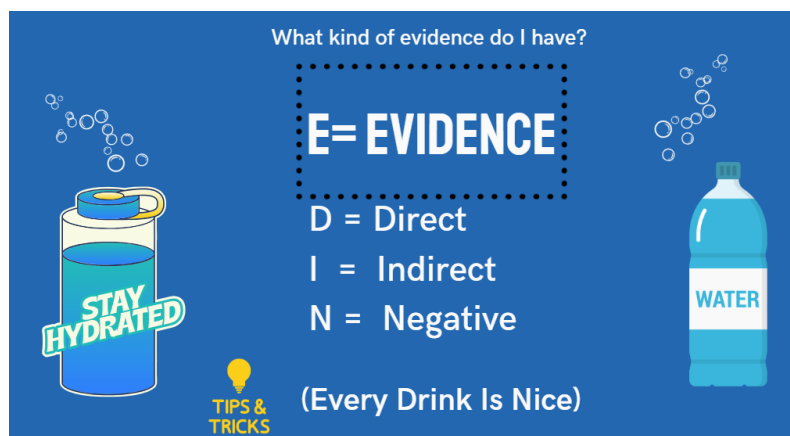 What kind of evidence do I have?
E= EVIDENCE
D = Direct
I = Indirect
N = Negative
STAY
HYDRATED
WATER
TIPS &
TRICKS
(Every Drink Is Nice)